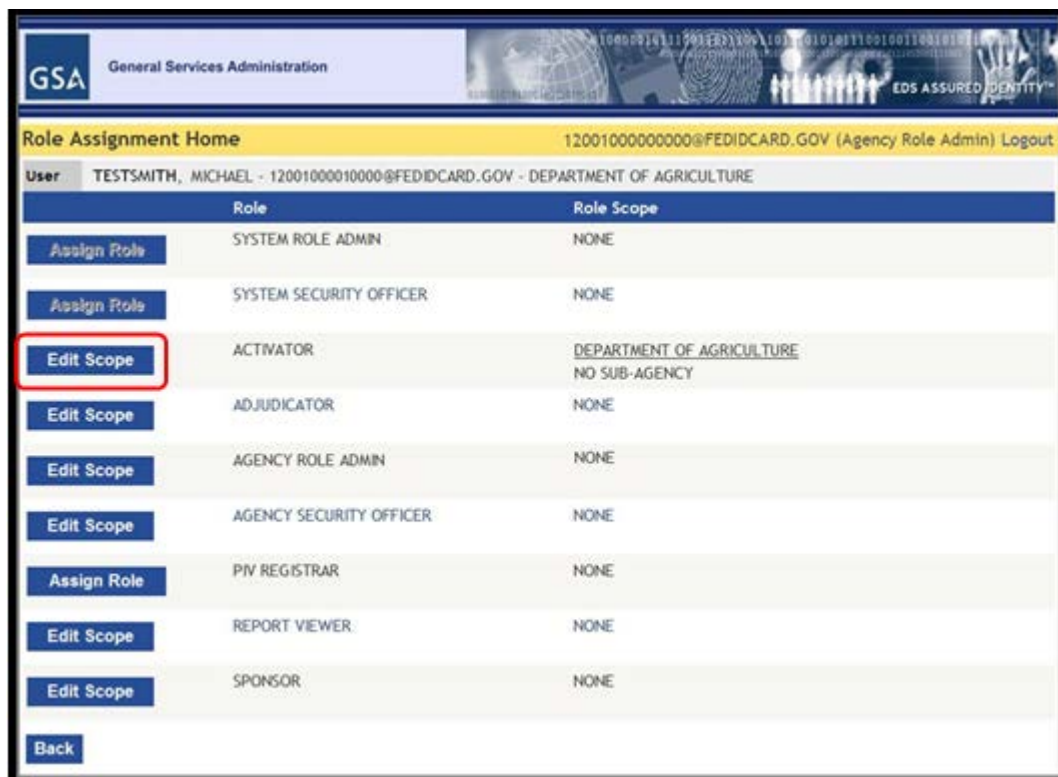 GSA
General Services Administration
EDS ASSURED IDENTITY™
Role Assignment Home
12001000000000@FEDIDCARD.GOV (Agency Role Admin) Logout
User TESTSMITH, MICHAEL - 12001000010000@FEDIDCARD.GOV - DEPARTMENT OF AGRICULTURE
Role Role Scope
Assign Role SYSTEM ROLE ADMIN NONE
Assign Role SYSTEM SECURITY OFFICER NONE
Edit Scope ACTIVATOR DEPARTMENT OF AGRICULTURE
NO SUB-AGENCY
Edit Scope ADJUDICATOR NONE
Edit Scope AGENCY ROLE ADMIN NONE
Edit Scope AGENCY SECURITY OFFICER NONE
Assign Role PIV REGISTRAR NONE
Edit Scope REPORT VIEWER NONE
Edit Scope SPONSOR NONE
Back